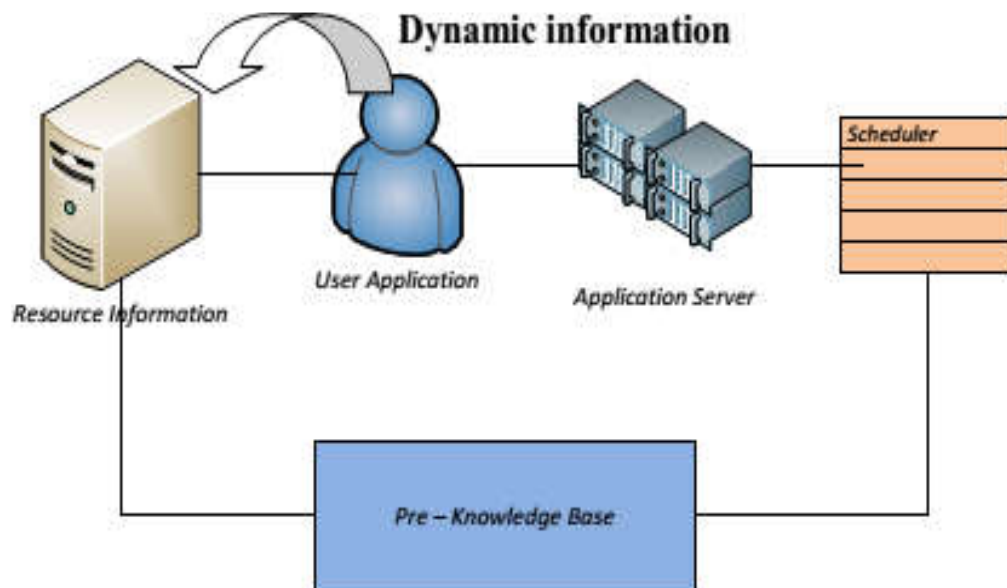 Dynamic information
Scheduler
User Application
Application Server
Resource Information
Pre – Knowledge Base